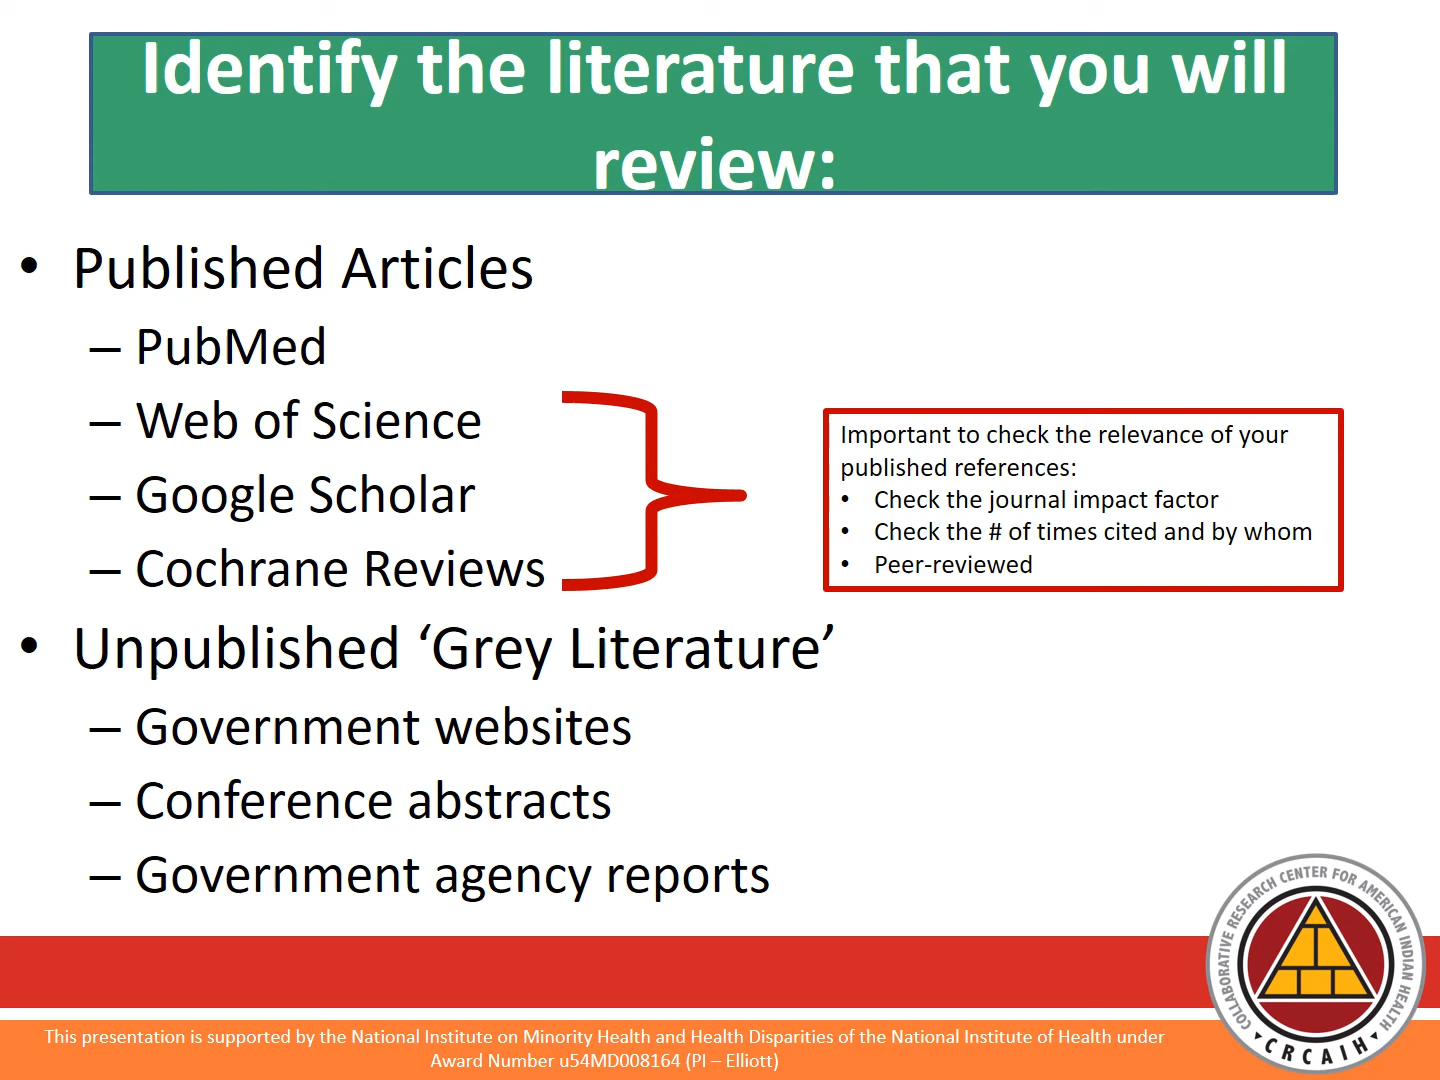 Identify the literature that you will
review:
• Published Articles
– PubMed
– Web of Science
– Google Scholar
– Cochrane Reviews
Important to check the relevance of your
published references:
• Check the journal impact factor
• Check the # of times cited and by whom
• Peer-reviewed
• Unpublished ‘Grey Literature’
– Government websites
– Conference abstracts
– Government agency reports
COLLABORATIVE RESEARCH CENTER FOR AMERICAN INDIAN HEALTH
CRCAIH
This presentation is supported by the National Institute on Minority Health and Health Disparities of the National Institute of Health under
Award Number u54MD008164 (PI – Elliott)